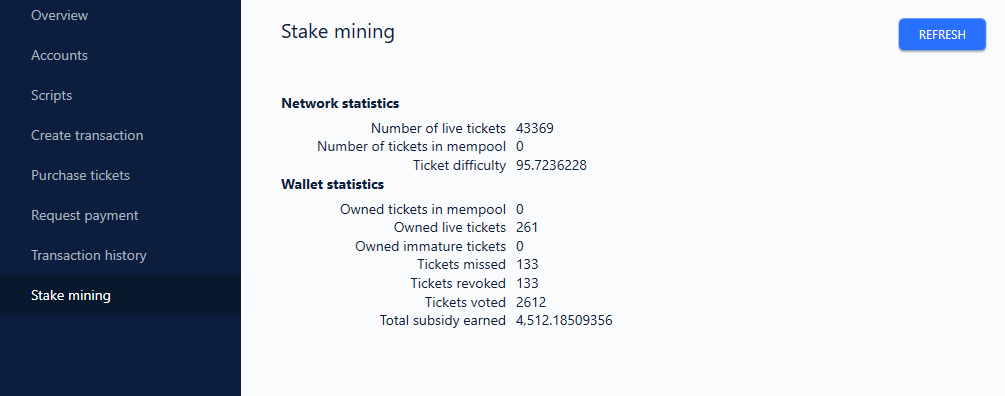 Overview
Accounts
Scripts
Create transaction
Purchase tickets
Request payment
Transaction history
Stake mining
Stake mining
REFRESH
Network statistics
Number of live tickets 43369
Number of tickets in mempool 0
Ticket difficulty 95.7236228
Wallet statistics
Owned tickets in mempool 0
Owned live tickets 261
Owned immature tickets 0
Tickets missed 133
Tickets revoked 133
Tickets voted 2612
Total subsidy earned 4,512.18509356